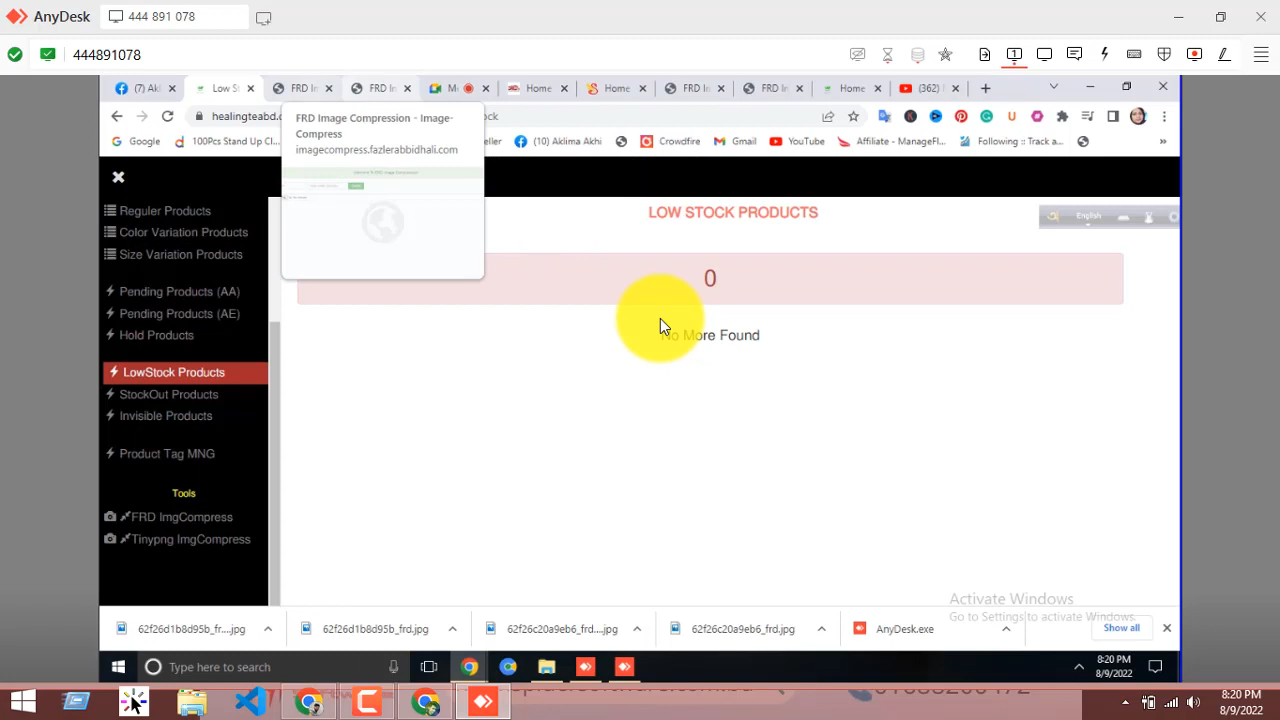 AnyDesk
444 891 078
444891078
(7) Ak
Low St
FRD In
FRD In
Home
Home
FRD In
FRD In
Home
(362)
healingteabd.c
ock
Google
100Pcs Stand Up Cl...
eller
(10) Aklima Akhi
Crowdfire
Gmail
YouTube
Affiliate - ManageFl...
Following :: Tracki...
»
FRD Image Compression - Image-
Compress
imagecompress.fazlerabbidhali.com
Reguler Products
Color Variation Products
Size Variation Products
Pending Products (AA)
Pending Products (AE)
Hold Products
LowStock Products
StockOut Products
Invisible Products
Product Tag MNG
Tools
FRD ImgCompress
Tinypng ImgCompress
LOW STOCK PRODUCTS
English
0
No More Found
Activate Windows
Go to Settings to activate Windows.
62f26d1b8d95b_fr....jpg
62f26d1b8d95b_frd.jpg
62f26c20a9eb6_frd....jpg
62f26c20a9eb6_frd.jpg
AnyDesk.exe
Show all
Type here to search
8:20 PM
8/9/2022
8:20 PM
8/9/2022